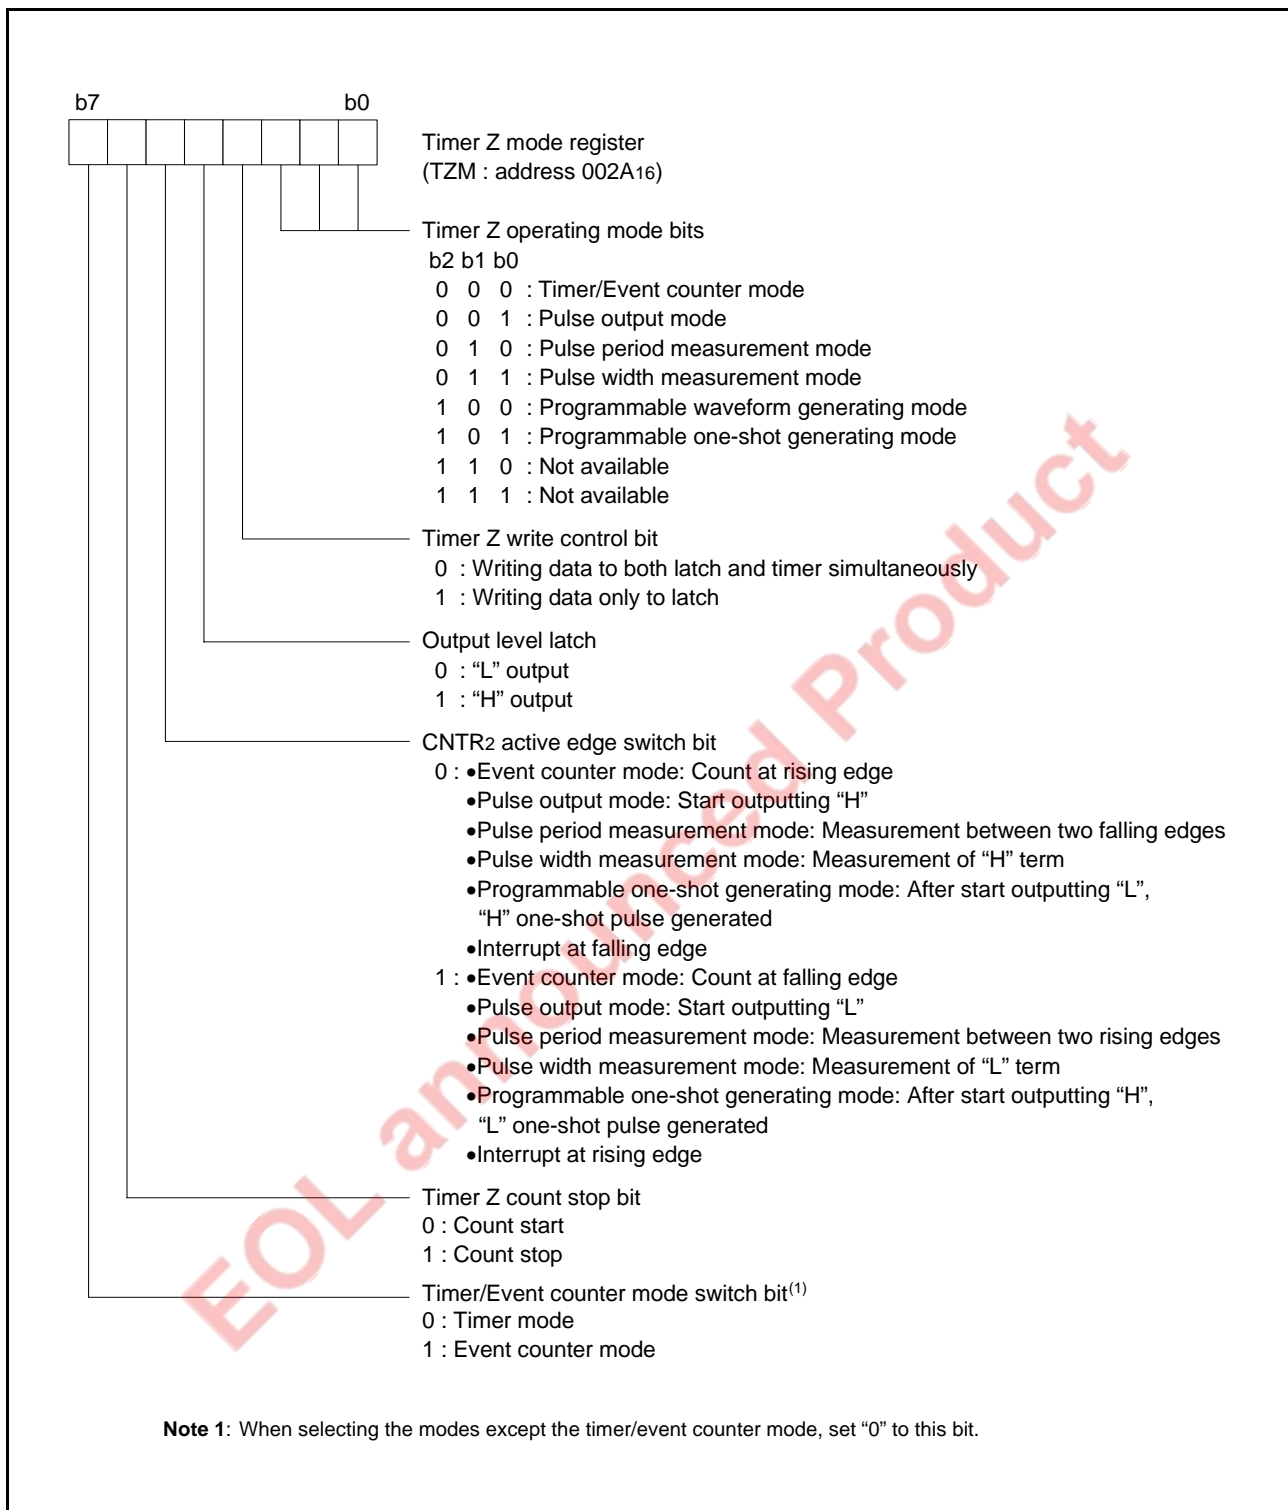 b7 b0
Timer Z mode register
(TZM : address 002A16)
Timer Z operating mode bits
b2 b1 b0
0 0 0 : Timer/Event counter mode
0 0 1 : Pulse output mode
0 1 0 : Pulse period measurement mode
0 1 1 : Pulse width measurement mode
1 0 0 : Programmable waveform generating mode
1 0 1 : Programmable one-shot generating mode
1 1 0 : Not available
1 1 1 : Not available
Timer Z write control bit
0 : Writing data to both latch and timer simultaneously
1 : Writing data only to latch
Output level latch
0 : “L” output
1 : “H” output
CNTR2 active edge switch bit
0 : •Event counter mode: Count at rising edge
•Pulse output mode: Start outputting “H”
•Pulse period measurement mode: Measurement between two falling edges
•Pulse width measurement mode: Measurement of “H” term
•Programmable one-shot generating mode: After start outputting “L”,
“H” one-shot pulse generated
•Interrupt at falling edge
1 : •Event counter mode: Count at falling edge
•Pulse output mode: Start outputting “L”
•Pulse period measurement mode: Measurement between two rising edges
•Pulse width measurement mode: Measurement of “L” term
•Programmable one-shot generating mode: After start outputting “H”,
“L” one-shot pulse generated
•Interrupt at rising edge
Timer Z count stop bit
0 : Count start
1 : Count stop
Timer/Event counter mode switch bit(1)
0 : Timer mode
1 : Event counter mode
Note 1: When selecting the modes except the timer/event counter mode, set “0” to this bit.
EOL announced Product